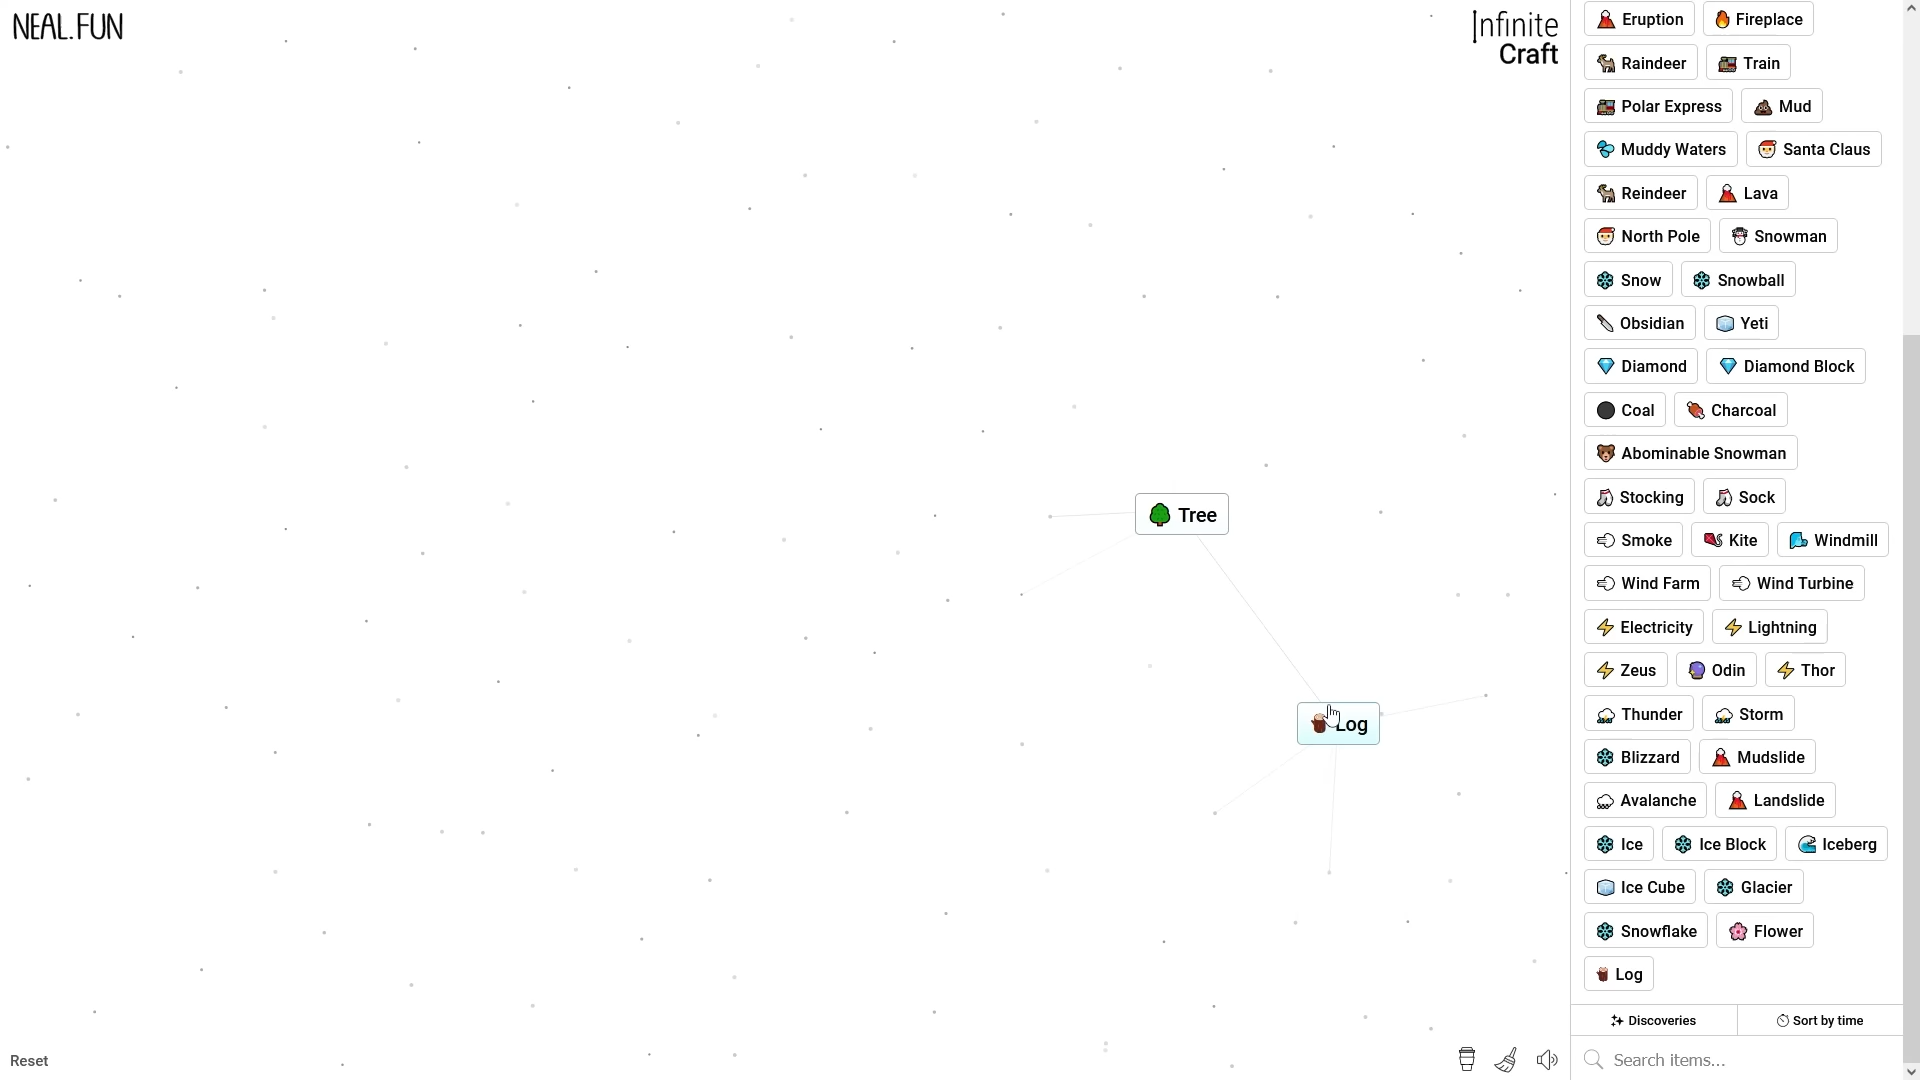 NEAL.FUN
Infinite
Craft
Eruption
Fireplace
Raindeer
Train
Polar Express
Mud
Muddy Waters
Santa Claus
Reindeer
Lava
North Pole
Snowman
Snow
Snowball
Obsidian
Yeti
Diamond
Diamond Block
Coal
Charcoal
Abominable Snowman
Stocking
Sock
Smoke
Kite
Windmill
Wind Farm
Wind Turbine
Electricity
Lightning
Zeus
Odin
Thor
Thunder
Storm
Blizzard
Mudslide
Avalanche
Landslide
Ice
Ice Block
Iceberg
Ice Cube
Glacier
Snowflake
Flower
Log
Tree
Log
Discoveries
Sort by time
Search items...
Reset